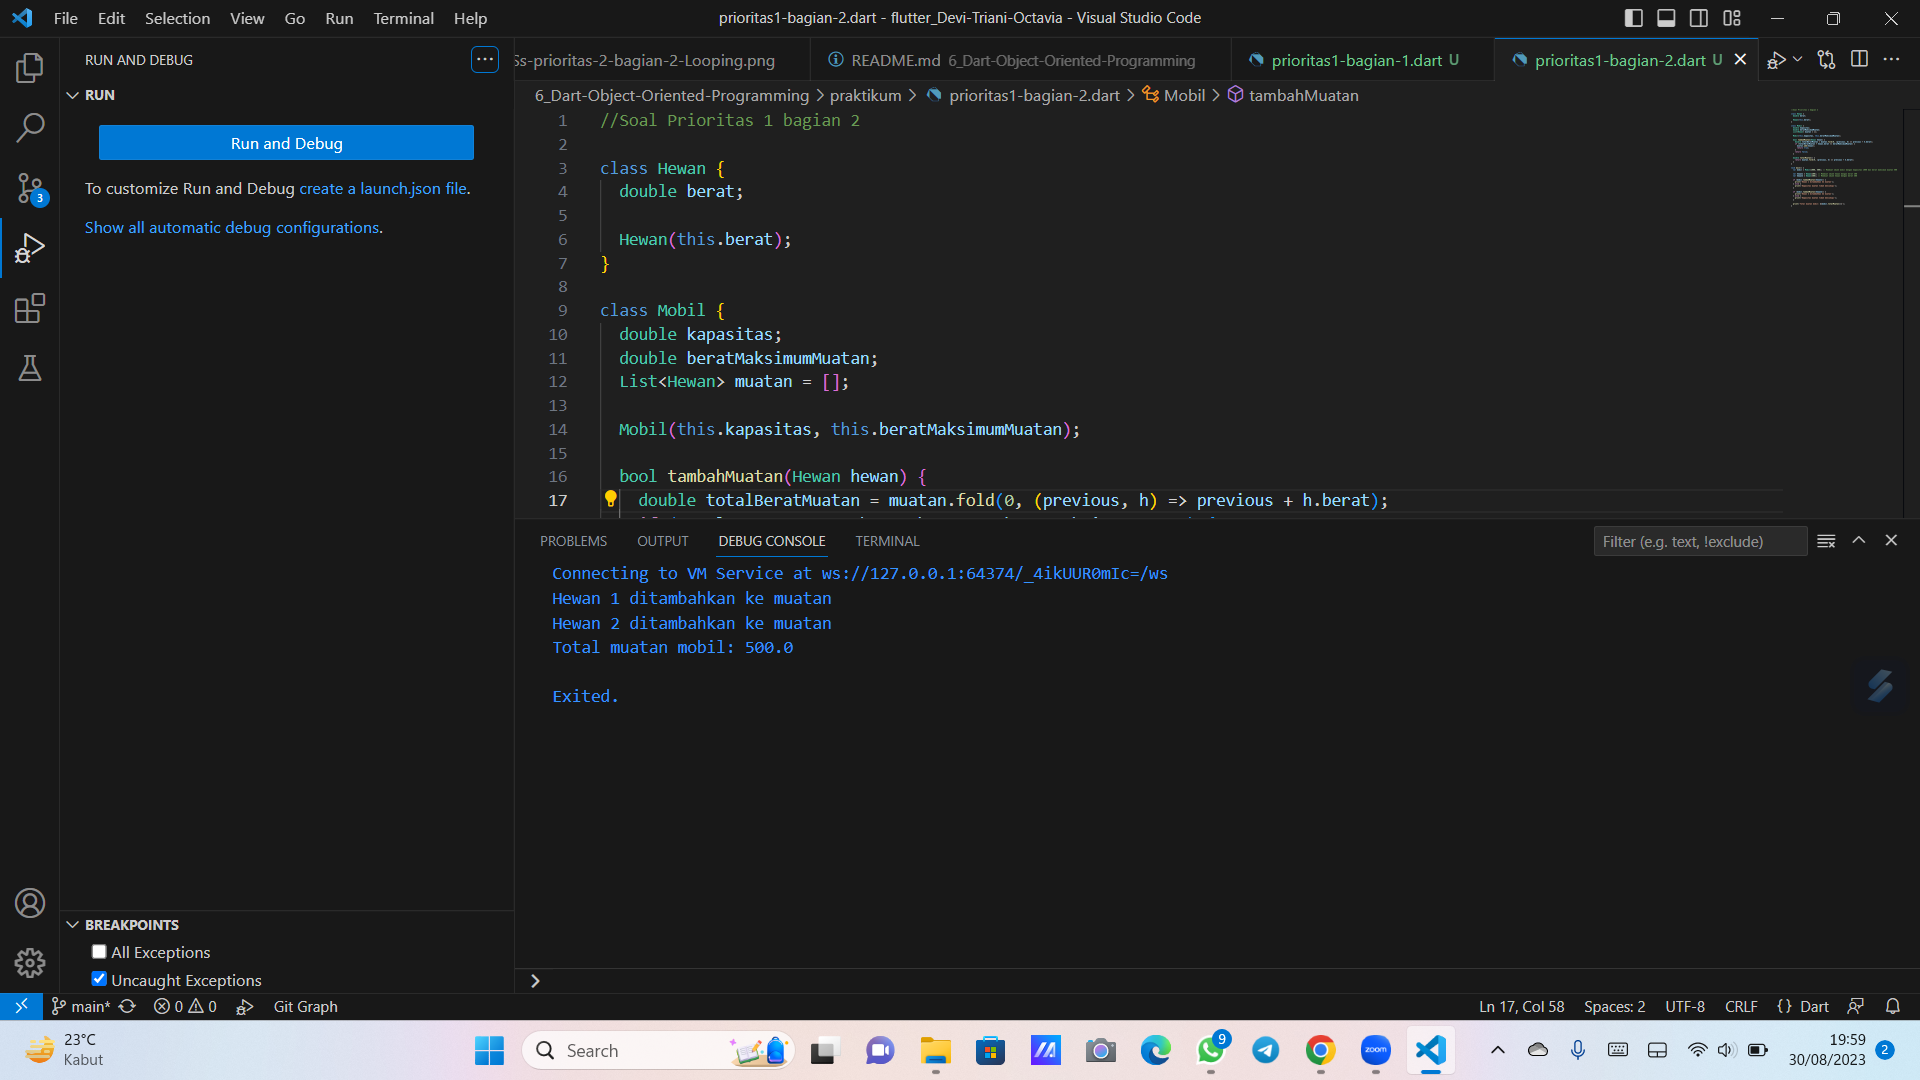 File Edit Selection View Go Run Terminal Help
prioritas1-bagian-2.dart - flutter_Devi-Triani-Octavia - Visual Studio Code
RUN AND DEBUG
RUN
Run and Debug
To customize Run and Debug create a launch.json file.
Show all automatic debug configurations.
3
s-prioritas-2-bagian-2-Looping.png
README.md 6_Dart-Object-Oriented-Programming
prioritas1-bagian-1.dart U
prioritas1-bagian-2.dart U
6_Dart-Object-Oriented-Programming > praktikum > prioritas1-bagian-2.dart > Mobil > tambahMuatan
1 //Soal Prioritas 1 bagian 2
2
3 class Hewan {
4 double berat;
5
6 Hewan(this.berat);
7 }
8
9 class Mobil {
10 double kapasitas;
11 double beratMaksimumMuatan;
12 List<Hewan> muatan = [];
13
14 Mobil(this.kapasitas, this.beratMaksimumMuatan);
15
16 bool tambahMuatan(Hewan hewan) {
17 double totalBeratMuatan = muatan.fold(0, (previous, h) => previous + h.berat);
PROBLEMS OUTPUT DEBUG CONSOLE TERMINAL
Filter (e.g. text, !exclude)
Connecting to VM Service at ws://127.0.0.1:64374/_4ikUUR0mIc=/ws
Hewan 1 ditambahkan ke muatan
Hewan 2 ditambahkan ke muatan
Total muatan mobil: 500.0
Exited.
BREAKPOINTS
All Exceptions
Uncaught Exceptions
main* 0 0 Git Graph
Ln 17, Col 58 Spaces: 2 UTF-8 CRLF {} Dart
23°C
Kabut
Search
zoom
9
19:59
30/08/2023
2